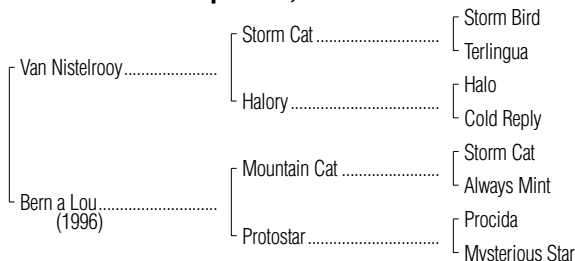 Storm Bird
Storm Cat
Terlingua
Van Nistelrooy
Halo
Halory
Cold Reply
Storm Cat
Mountain Cat
Always Mint
Bern a Lou
(1996)
Procida
Protostar
Mysterious Star